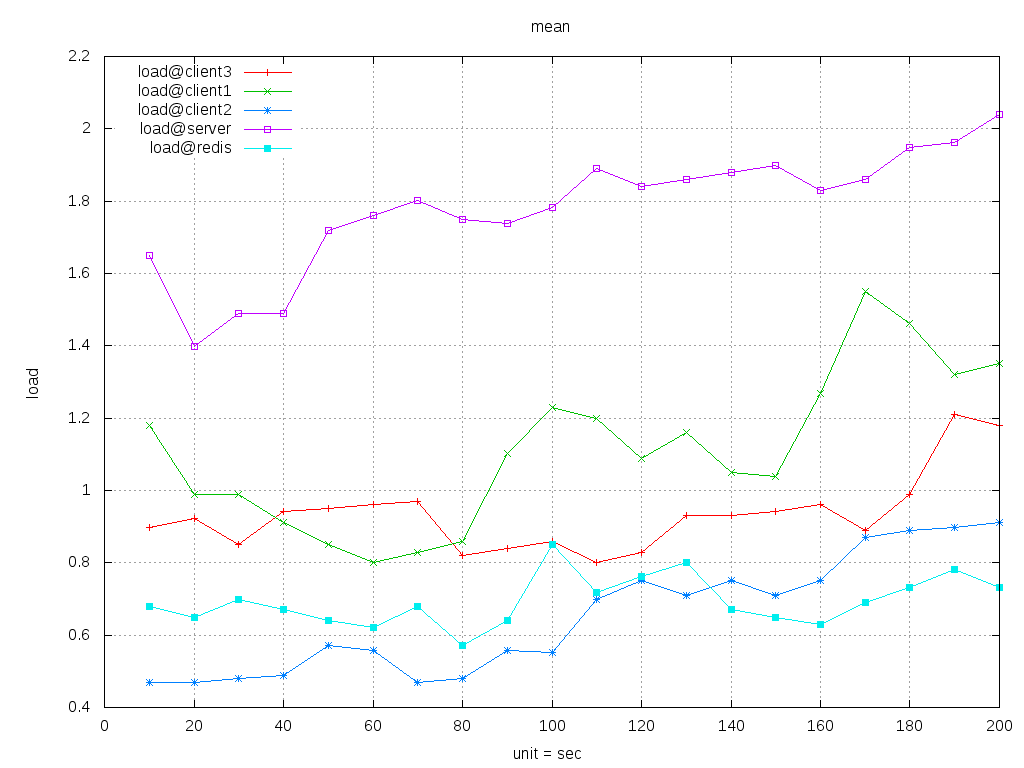 mean
2.2
2
1.8
1.6
1.4
1.2
1
0.8
0.6
0.4
load
load@client3
load@client1
load@client2
load@server
load@redis
0 20 40 60 80 100 120 140 160 180 200
unit = sec